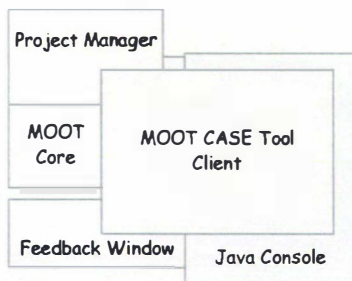 Project Manager
MOOT
Core
MOOT CASE Tool
Client
Feedback Window
Java Console